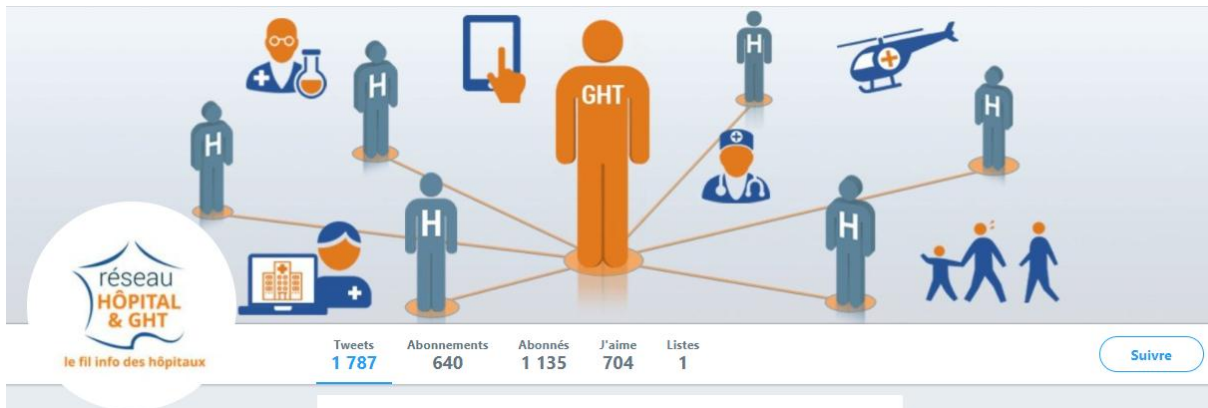 H
H
GHT
H
H
H
H
réseau
HÔPITAL
& GHT
le fil info des hôpitaux
Tweets
1 787
Abonnements
640
Abonnés
1 135
J'aime
704
Listes
1
Suivre